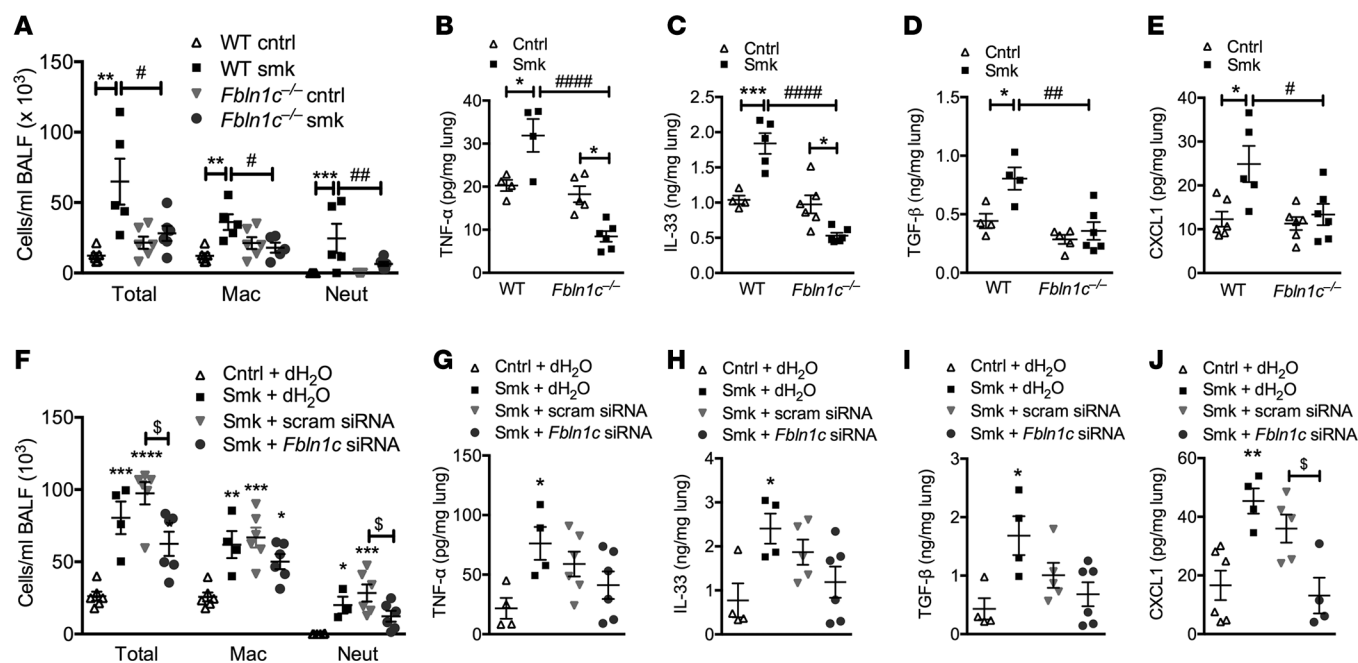 A
WT cntrl
WT smk
Fbln1c–/– cntrl
Fbln1c–/– smk
Cells/ml BALF (x 10³)
150
100
50
0
**
#
**
#
***
##
Total
Mac
Neut
B
Cntrl
Smk
TNF-α (pg/mg lung)
40
30
20
10
0
*
####
*
WT
Fbln1c–/–
C
Cntrl
Smk
IL-33 (ng/mg lung)
2.5
2.0
1.5
1.0
0.5
0.0
***
####
*
WT
Fbln1c–/–
D
Cntrl
Smk
TGF-β (ng/mg lung)
1.5
1.0
0.5
0.0
*
##
WT
Fbln1c–/–
E
Cntrl
Smk
CXCL1 (pg/mg lung)
40
30
20
10
0
*
#
WT
Fbln1c–/–
F
Cntrl + dH₂O
Smk + dH₂O
Smk + scram siRNA
Smk + Fbln1c siRNA
Cells/ml BALF (10³)
150
100
50
0
***
****
$
*
**
***
*
*
***
$
Total
Mac
Neut
G
Cntrl + dH₂O
Smk + dH₂O
Smk + scram siRNA
Smk + Fbln1c siRNA
TNF-α (pg/mg lung)
150
100
50
0
*
H
Cntrl + dH₂O
Smk + dH₂O
Smk + scram siRNA
Smk + Fbln1c siRNA
IL-33 (ng/mg lung)
4
3
2
1
0
*
I
Cntrl + dH₂O
Smk + dH₂O
Smk + scram siRNA
Smk + Fbln1c siRNA
TGF-β (ng/mg lung)
3
2
1
0
*
J
Cntrl + dH₂O
Smk + dH₂O
Smk + scram siRNA
Smk + Fbln1c siRNA
CXCL1 (pg/mg lung)
60
40
20
0
**
$